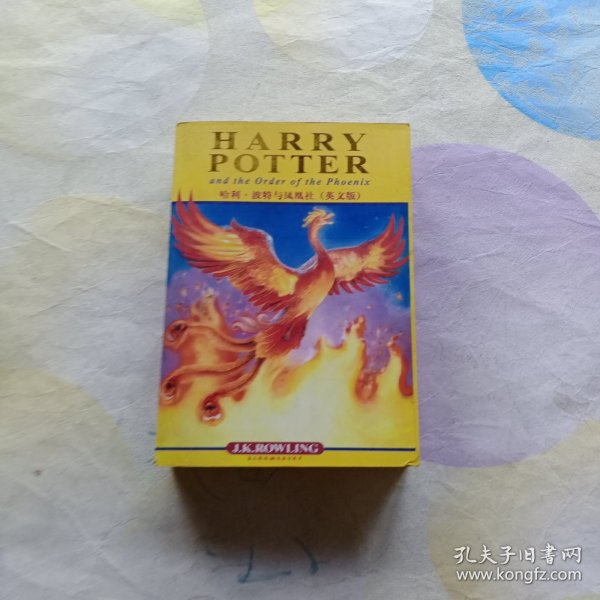 HARRY
POTTER
and the Order of the Phoenix
哈利·波特与凤凰社（英文版）
J.K.ROWLING
孔夫子旧书网
www.kongfz.com